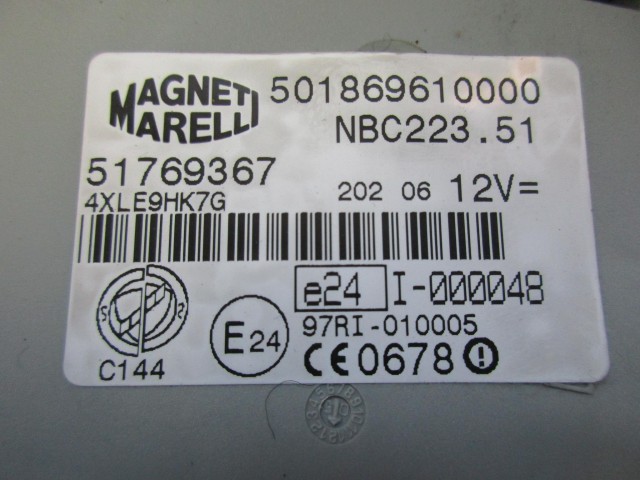 MAGNETI
MARELLI
501869610000
NBC223.51
51769367
4XLE9HK7G
202 06 12V=
e24 I-000048
E24
97RI-010005
C144
CE0678